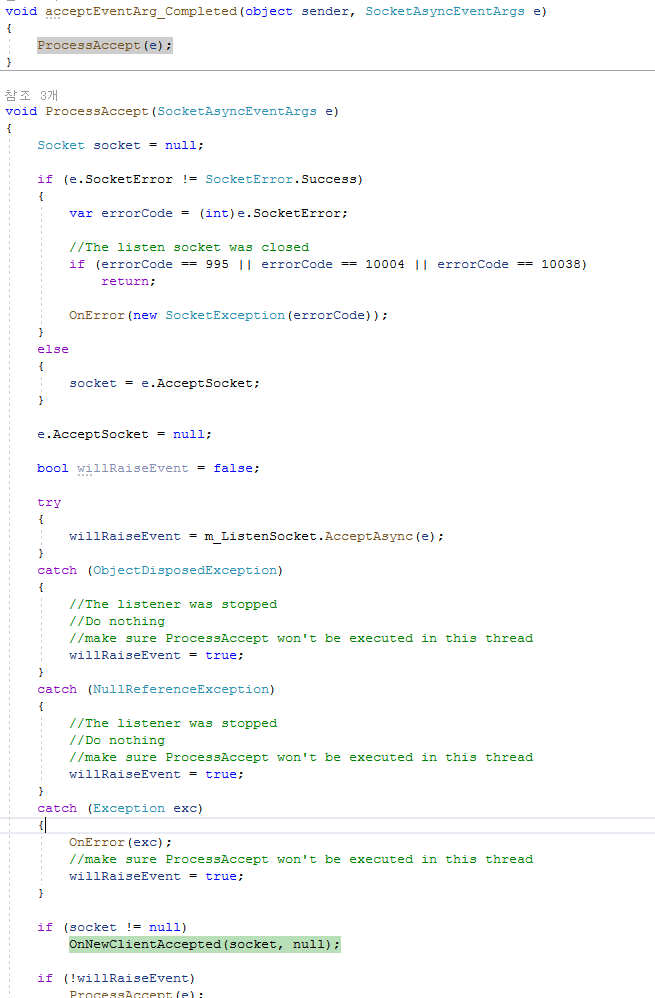 void acceptEventArg_Completed(object sender, SocketAsyncEventArgs e)
{
ProcessAccept(e);
}
참조 3개
void ProcessAccept(SocketAsyncEventArgs e)
{
Socket socket = null;
if (e.SocketError != SocketError.Success)
{
var errorCode = (int)e.SocketError;
//The listen socket was closed
if (errorCode == 995 || errorCode == 10004 || errorCode == 10038)
return;
OnError(new SocketException(errorCode));
}
else
{
socket = e.AcceptSocket;
}
e.AcceptSocket = null;
bool willRaiseEvent = false;
try
{
willRaiseEvent = m_ListenSocket.AcceptAsync(e);
}
catch (ObjectDisposedException)
{
//The listener was stopped
//Do nothing
//make sure ProcessAccept won't be executed in this thread
willRaiseEvent = true;
}
catch (NullReferenceException)
{
//The listener was stopped
//Do nothing
//make sure ProcessAccept won't be executed in this thread
willRaiseEvent = true;
}
catch (Exception exc)
{
OnError(exc);
//make sure ProcessAccept won't be executed in this thread
willRaiseEvent = true;
}
if (socket != null)
OnNewClientAccepted(socket, null);
if (!willRaiseEvent)
ProcessAccept(e);